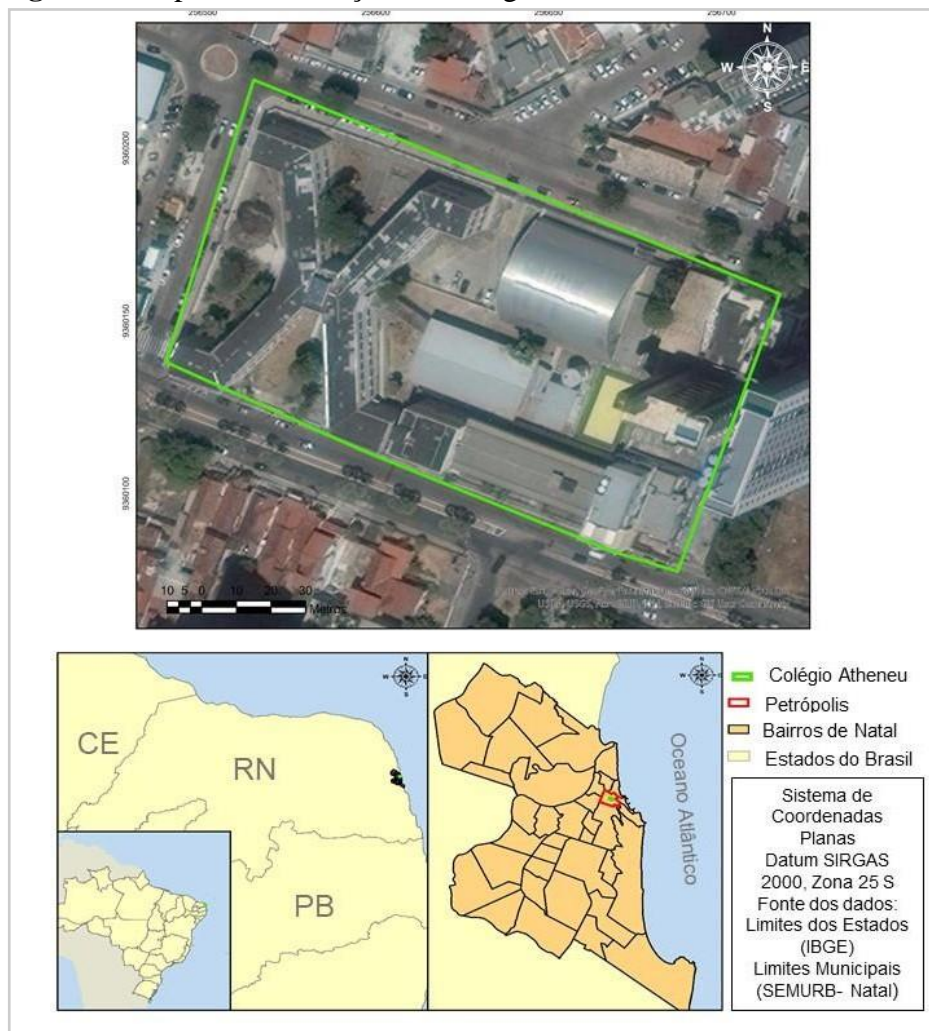 256550 256600 256650 256700
N
W E
S
9360200
9360150
9360100
10 5 0 10 20 30
Metros
N
W
S
CE
RN
PB
N
W
S
Oceano Atlântico
Colégio Atheneu
Petrópolis
Bairros de Natal
Estados do Brasil
Sistema de
Coordenadas
Planas
Datum SIRGAS
2000, Zona 25 S
Fonte dos dados:
Limites dos Estados
(IBGE)
Limites Municipais
(SEMURB- Natal)